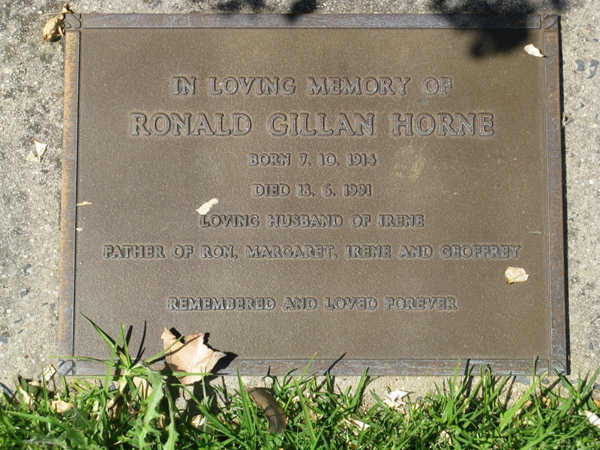 IN LOVING MEMORY OF
RONALD GILLAN HORNE
BORN 7. 10. 1914
DIED 18. 6. 1991
LOVING HUSBAND OF IRENE
FATHER OF RON, MARGARET, IRENE AND GEOFFREY
REMEMBERED AND LOVED FOREVER